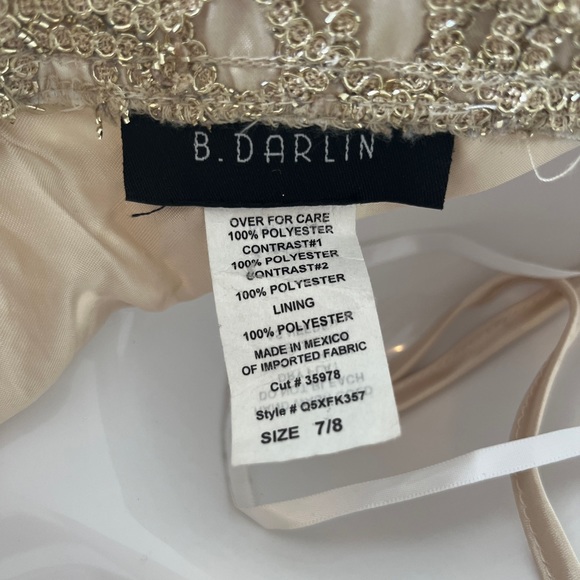 B. DARLIN
OVER FOR CARE
100% POLYESTER
CONTRAST#1
100% POLYESTER
CONTRAST#2
100% POLYESTER
LINING
100% POLYESTER
MADE IN MEXICO
OF IMPORTED FABRIC
Cut # 35978
Style # Q5XFK357
SIZE 7/8